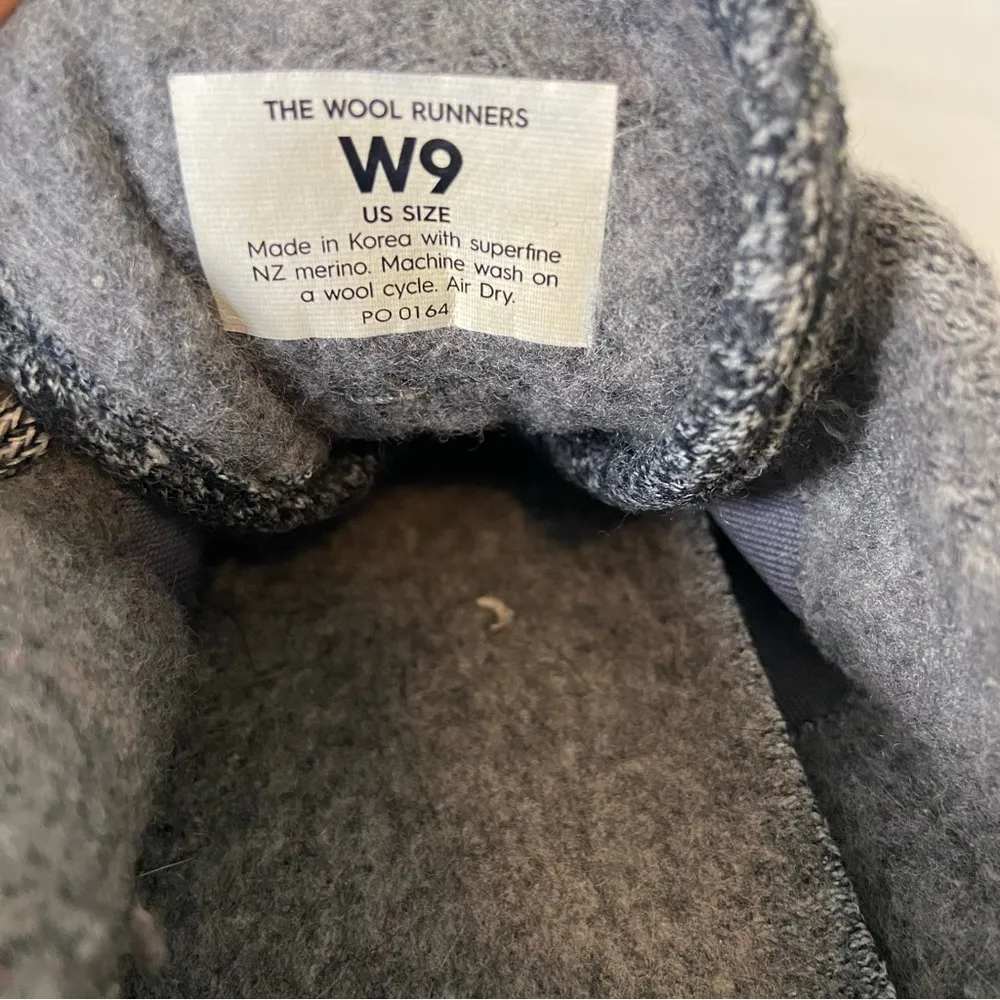 THE WOOL RUNNERS
W9
US SIZE
Made in Korea with superfine
NZ merino. Machine wash on
a wool cycle. Air Dry.
PO 0164